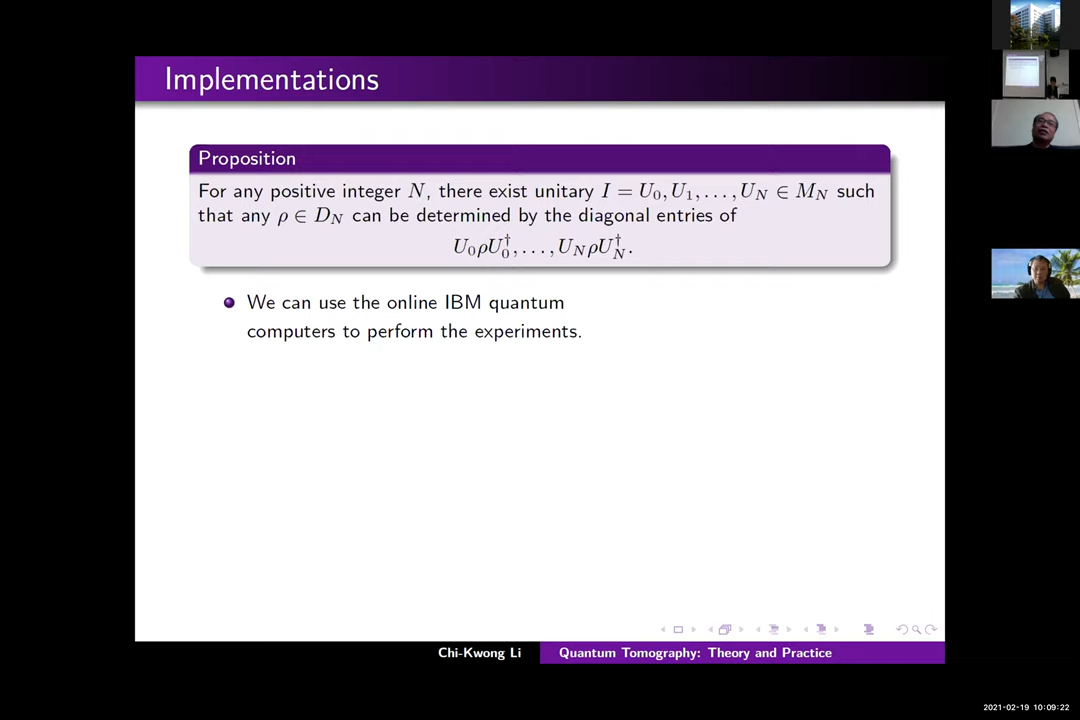 Implementations
Proposition
For any positive integer N, there exist unitary I = U₀, U₁, . . . , U_N ∈ M_N such
that any ρ ∈ D_N can be determined by the diagonal entries of
U₀ρU₀†, . . . , U_NρU_N†.
We can use the online IBM quantum
computers to perform the experiments.
Chi-Kwong Li
Quantum Tomography: Theory and Practice
2021-02-19 10:09:22